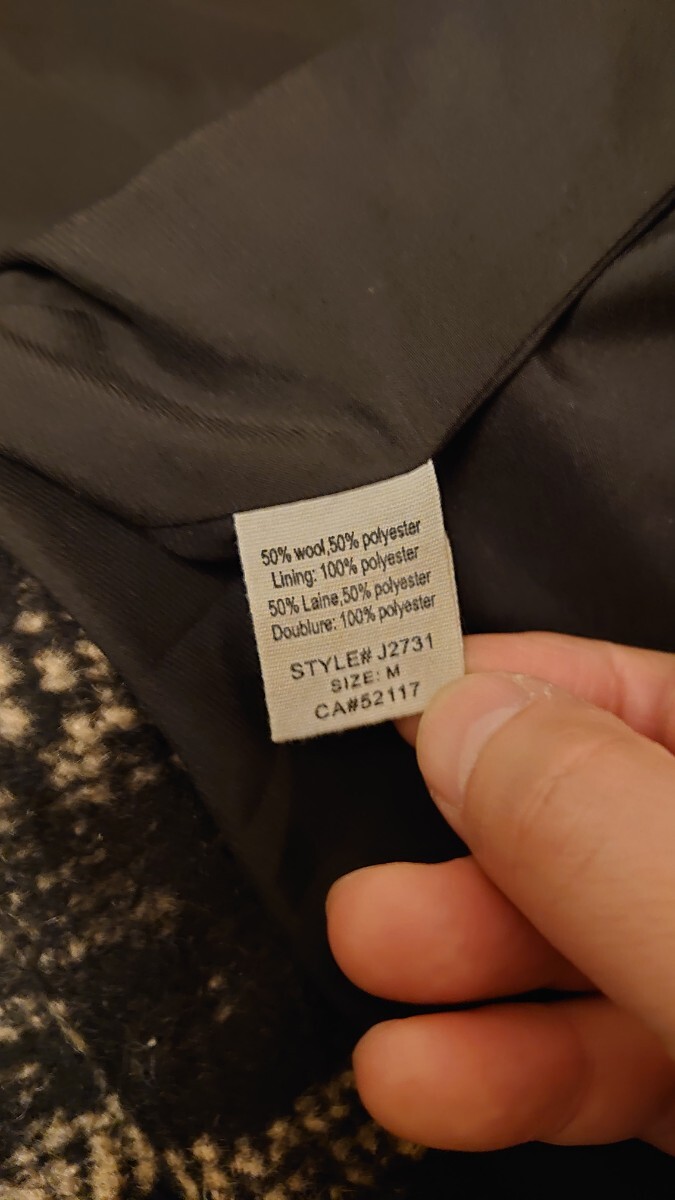 50% wool,50% polyester
Lining: 100% polyester
50% Laine,50% polyester
Doublure: 100% polyester
STYLE# J2731
SIZE: M
CA#52117